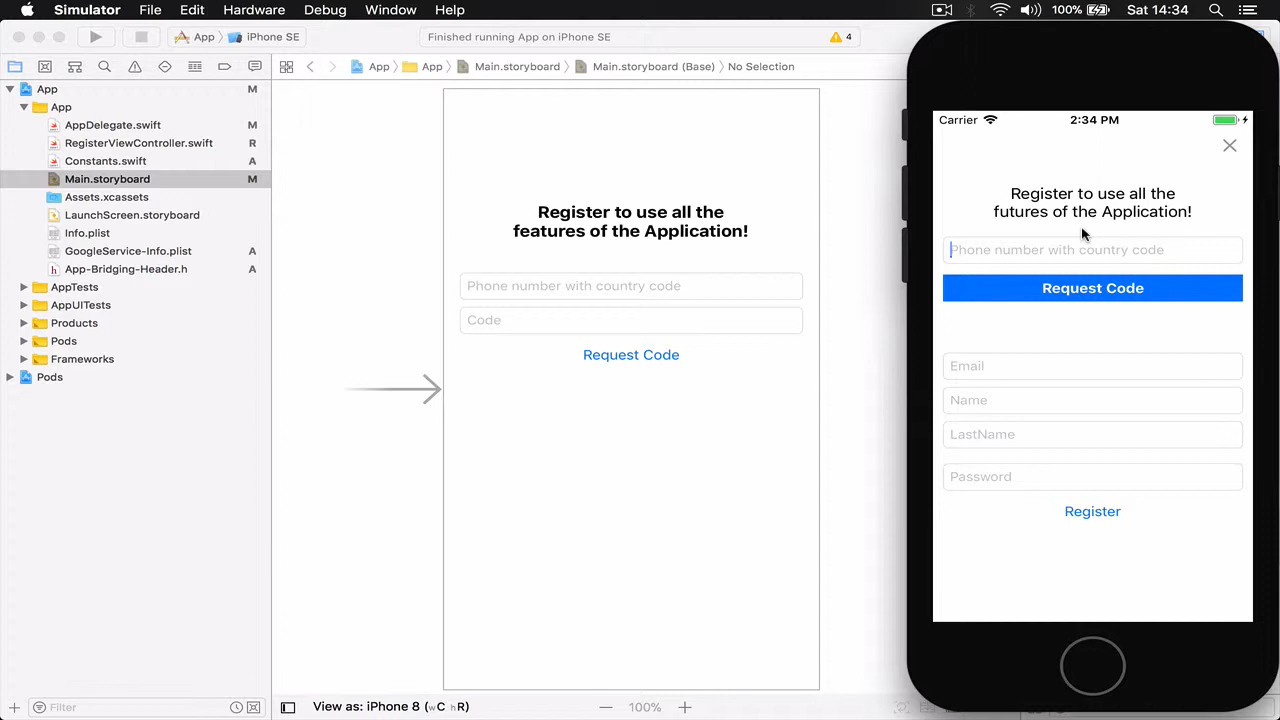 Simulator File Edit Hardware Debug Window Help 100% Sat 14:34
App iPhone SE Finished running App on iPhone SE 4
App App Main.storyboard Main.storyboard (Base) No Selection
App M
App
AppDelegate.swift M
RegisterViewController.swift R
Constants.swift A
Main.storyboard M
Assets.xcassets
LaunchScreen.storyboard
Info.plist
GoogleService-Info.plist A
App-Bridging-Header.h A
AppTests
AppUITests
Products
Pods
Frameworks
Pods
Filter
Register to use all the
features of the Application!
Phone number with country code
Code
Request Code
View as: iPhone 8 (wC hR) 100%
Carrier 2:34 PM
Register to use all the
futures of the Application!
Phone number with country code
Request Code
Email
Name
LastName
Password
Register